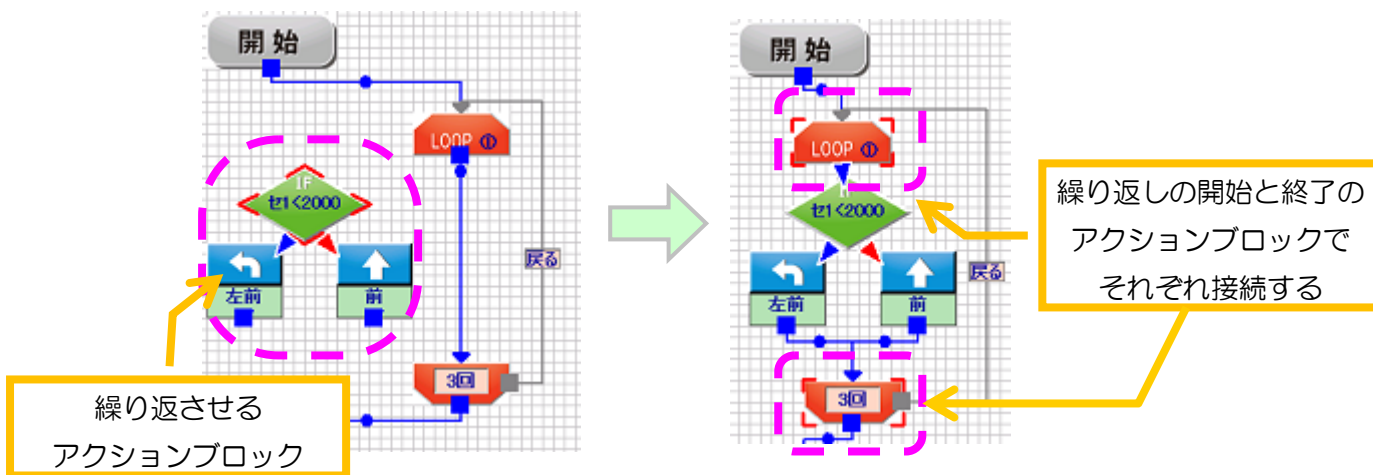 開始
LOOP ①
IF
ｾ1<2000
左前
前
戻る
3回
繰り返させる
アクションブロック
開始
LOOP ①
ｾ1<2000
左前
前
戻る
3回
繰り返しの開始と終了の
アクションブロックで
それぞれ接続する